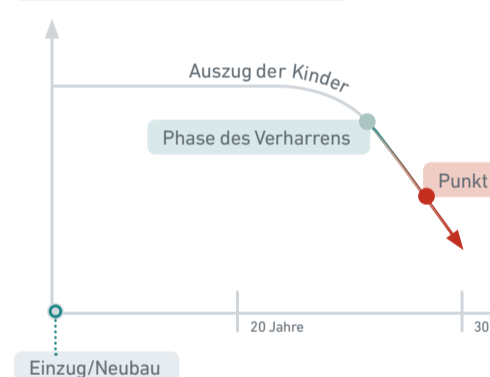 Auszug der Kinder
Phase des Verharrens
Punkt
20 Jahre
30
Einzug/Neubau